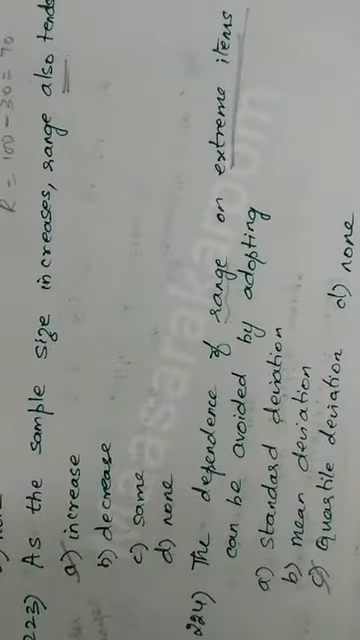 R = 100 - 30 = 70
223) As the sample size increases, range also tends
a) increase
b) decrease
c) same
d) none
224) The dependence of range on extreme items
can be avoided by adopting
a) standard deviation
b) mean deviation
c) Quartile deviation d) none